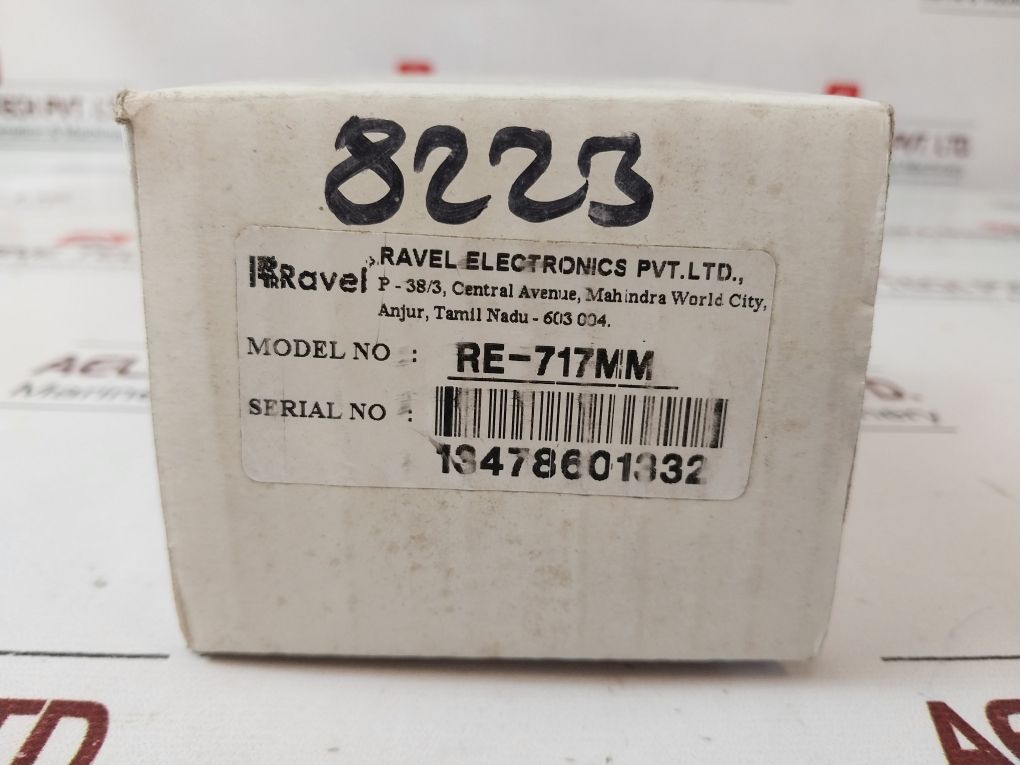 8223
Ravel
RAVEL ELECTRONICS PVT.LTD.,
P - 38/3, Central Avenue, Mahindra World City,
Anjur, Tamil Nadu - 603 004.
MODEL NO : RE-717MM
SERIAL NO :
13478601332